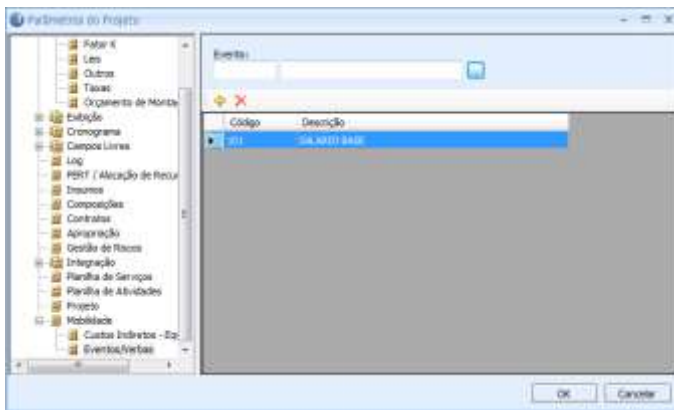 Parâmetros do Projeto
Fator K
Leis
Outros
Taxas
Orçamento de Monta
Exibição
Cronograma
Campos Livres
Log
PERT / Alocação de Recur
Insumos
Composições
Contratos
Apropriação
Gestão de Riscos
Integração
Planilha de Serviços
Planilha de Atividades
Projeto
Mobilidade
Custos Indiretos - Eq
Eventos/Verbas
Evento:
Código Descrição
101 SALARIO BASE
OK Cancelar